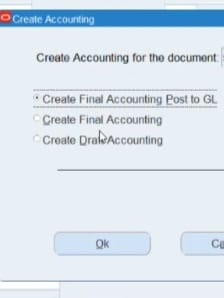 Create Accounting
Create Accounting for the document:
Create Final Accounting Post to GL
Create Final Accounting
Create Draft Accounting
Ok